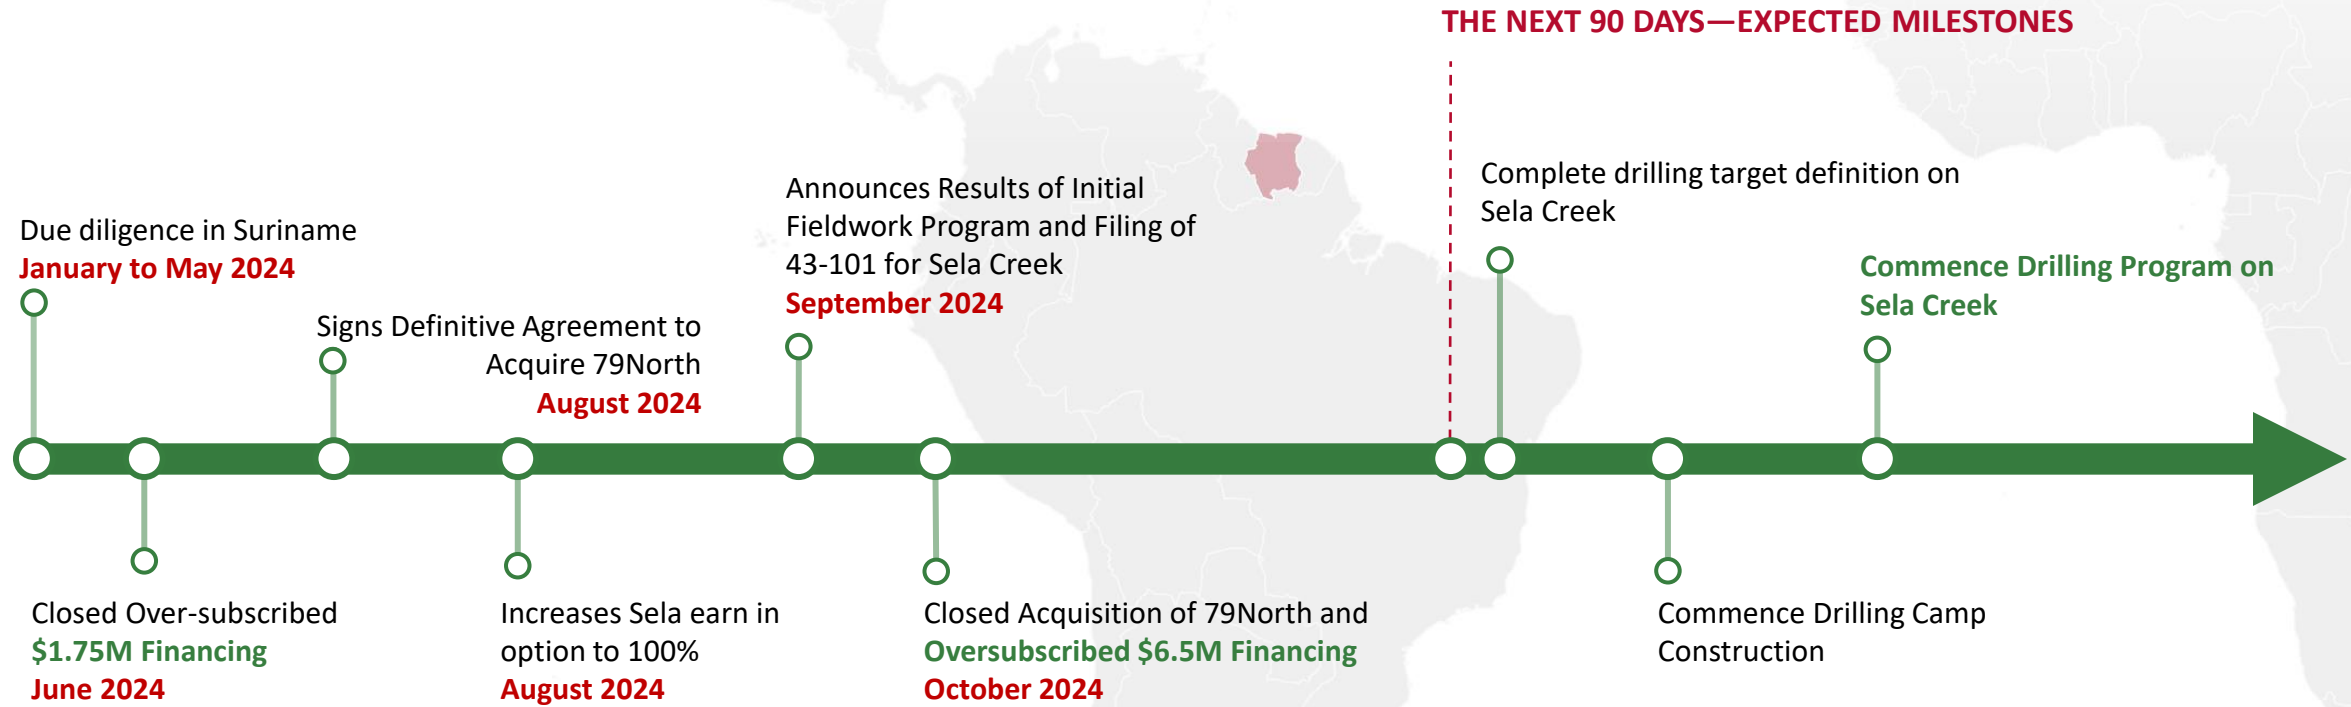 THE NEXT 90 DAYS—EXPECTED MILESTONES
Due diligence in Suriname
January to May 2024
Closed Over-subscribed
$1.75M Financing
June 2024
Signs Definitive Agreement to
Acquire 79North
August 2024
Increases Sela earn in
option to 100%
August 2024
Announces Results of Initial
Fieldwork Program and Filing of
43-101 for Sela Creek
September 2024
Closed Acquisition of 79North and
Oversubscribed $6.5M Financing
October 2024
Complete drilling target definition on
Sela Creek
Commence Drilling Camp
Construction
Commence Drilling Program on
Sela Creek